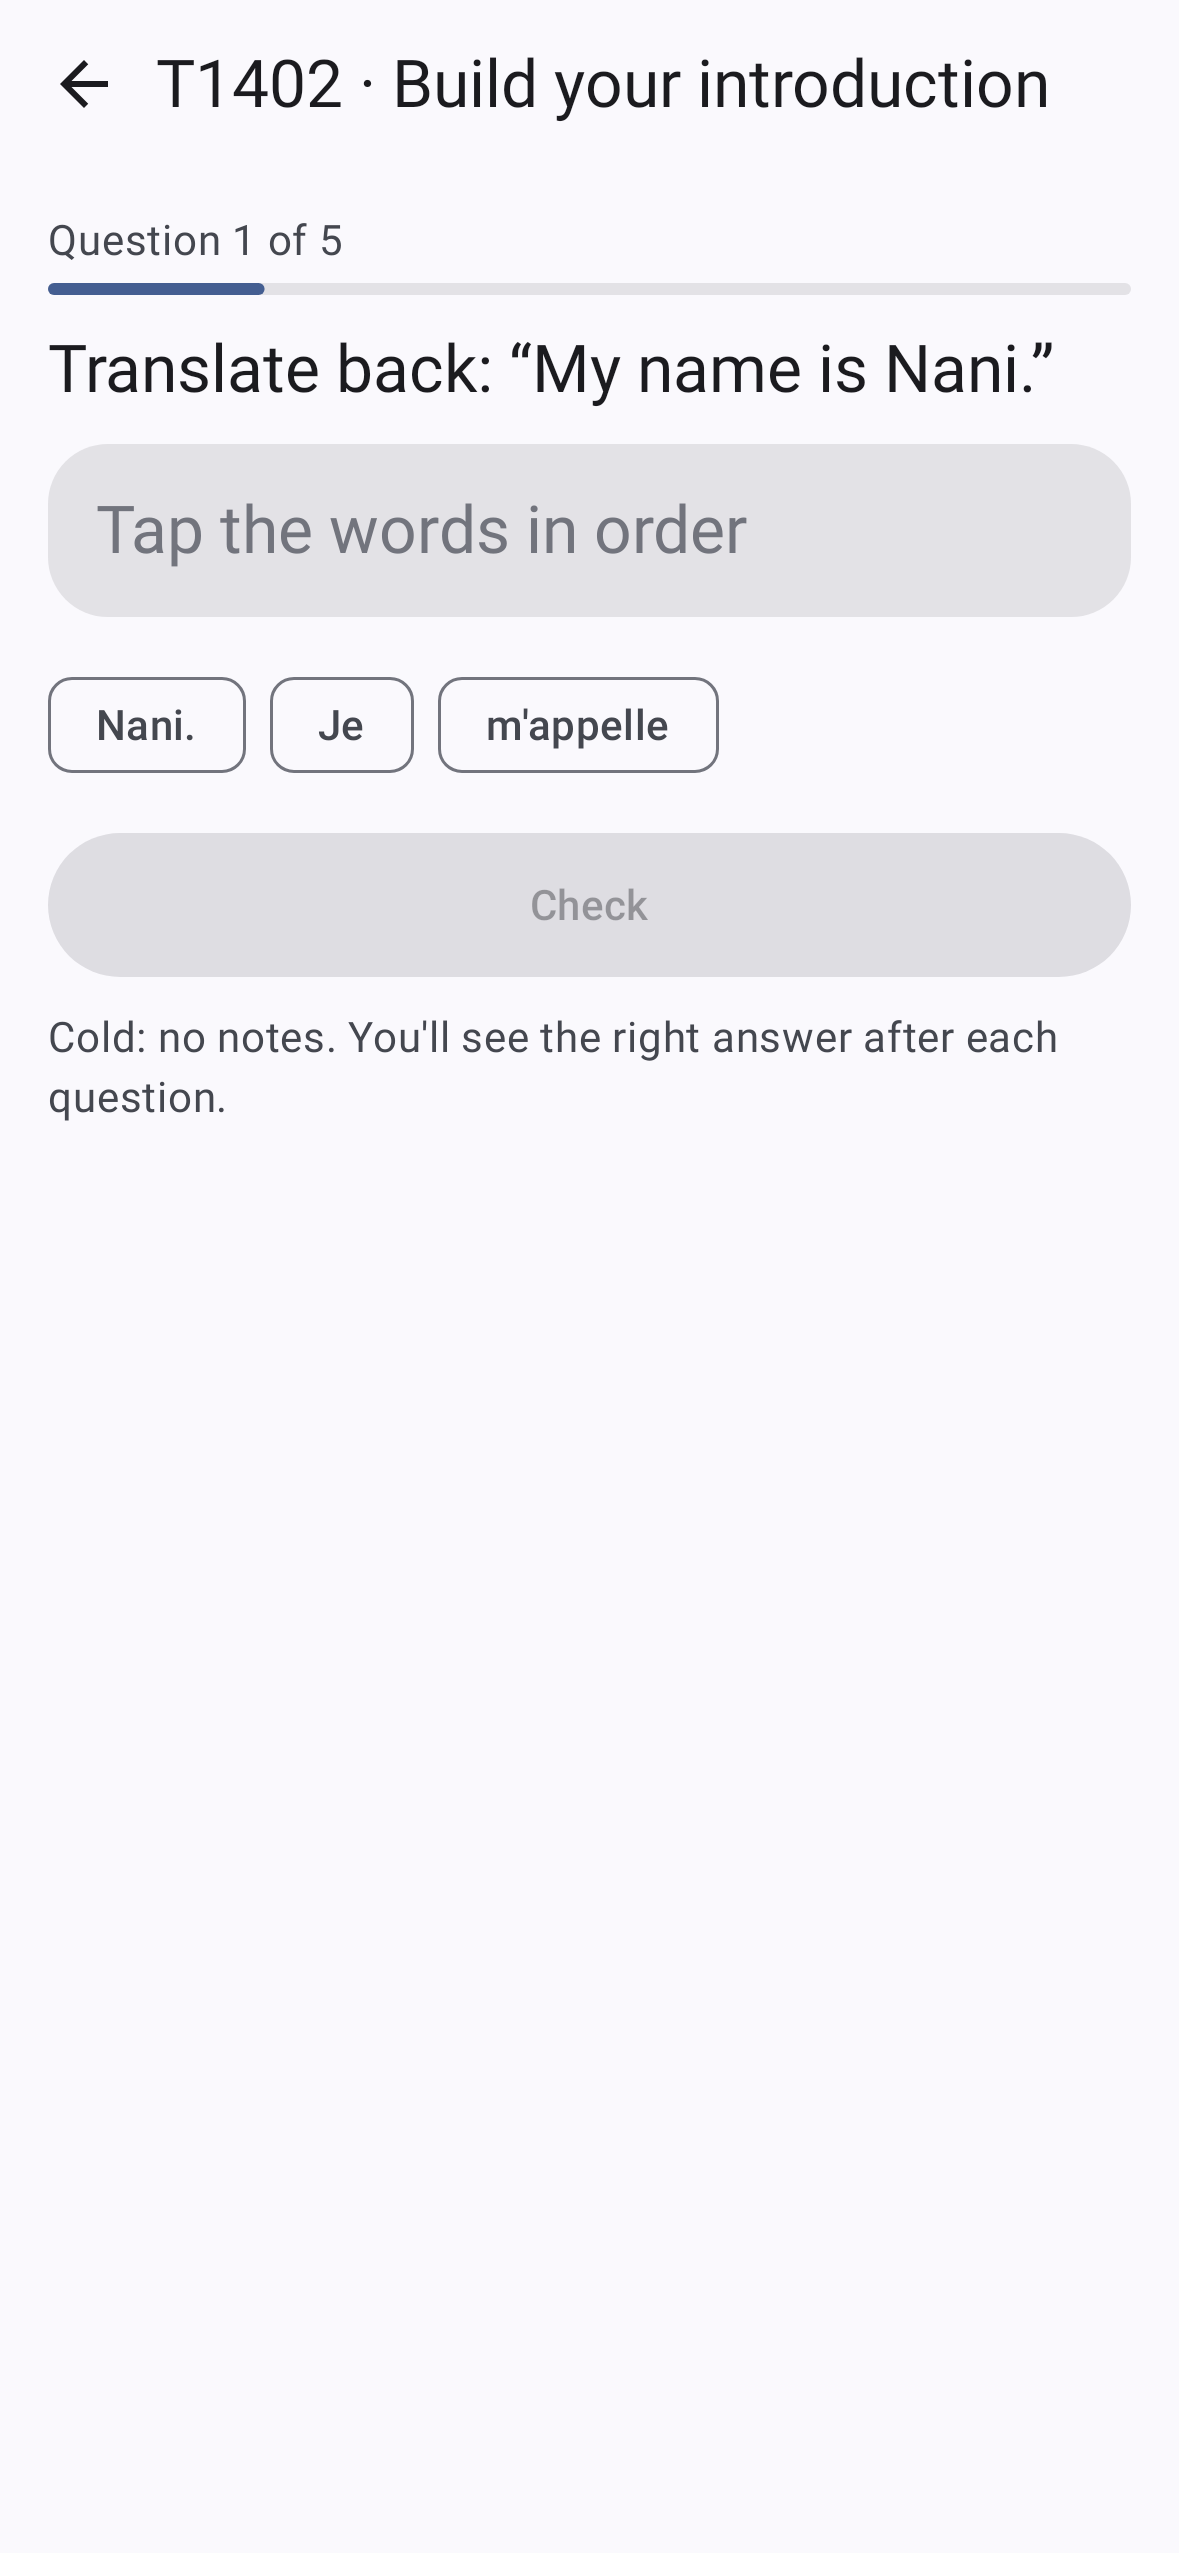 T1402 · Build your introduction
Question 1 of 5
Translate back: “My name is Nani.”
Tap the words in order
Nani. Je m'appelle
Check
Cold: no notes. You'll see the right answer after each
question.